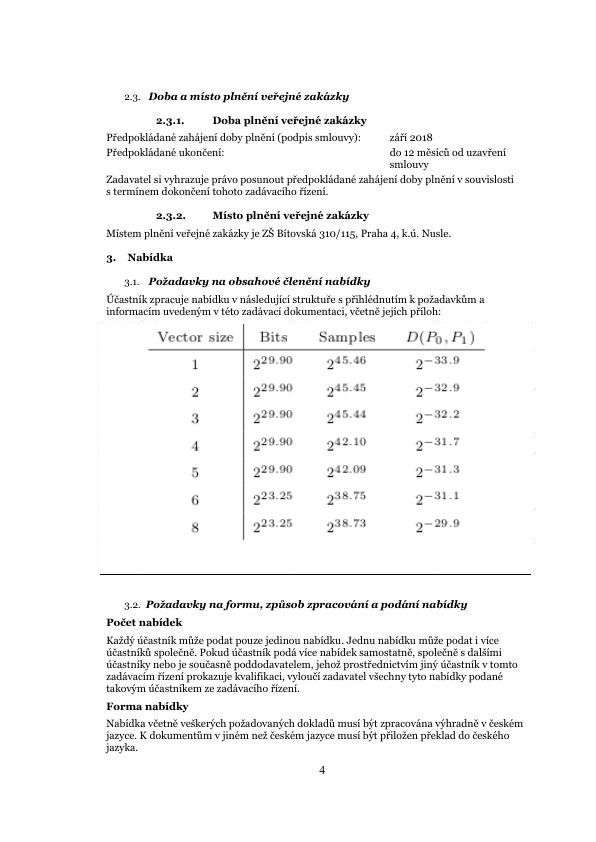 2.3. Doba a místo plnění veřejné zakázky
2.3.1. Doba plnění veřejné zakázky
Předpokládané zahájení doby plnění (podpis smlouvy): září 2018
Předpokládané ukončení: do 12 měsíců od uzavření
smlouvy
Zadavatel si vyhrazuje právo posunout předpokládané zahájení doby plnění v souvislosti
s termínem dokončení tohoto zadávacího řízení.
2.3.2. Místo plnění veřejné zakázky
Místem plnění veřejné zakázky je ZŠ Bítovská 310/115, Praha 4, k.ú. Nusle.
3. Nabídka
3.1. Požadavky na obsahové členění nabídky
Účastník zpracuje nabídku v následující struktuře s přihlédnutím k požadavkům a
informacím uvedeným v této zadávací dokumentaci, včetně jejích příloh:
Vector size Bits Samples D(P₀, P₁)
1 2^29.90 2^45.46 2^−33.9
2 2^29.90 2^45.45 2^−32.9
3 2^29.90 2^45.44 2^−32.2
4 2^29.90 2^42.10 2^−31.7
5 2^29.90 2^42.09 2^−31.3
6 2^23.25 2^38.75 2^−31.1
8 2^23.25 2^38.73 2^−29.9
3.2. Požadavky na formu, způsob zpracování a podání nabídky
Počet nabídek
Každý účastník může podat pouze jedinou nabídku. Jednu nabídku může podat i více
účastníků společně. Pokud účastník podá více nabídek samostatně, společně s dalšími
účastníky nebo je současně poddodavatelem, jehož prostřednictvím jiný účastník v tomto
zadávacím řízení prokazuje kvalifikaci, vyloučí zadavatel všechny tyto nabídky podané
takovým účastníkem ze zadávacího řízení.
Forma nabídky
Nabídka včetně veškerých požadovaných dokladů musí být zpracována výhradně v českém
jazyce. K dokumentům v jiném než českém jazyce musí být přiložen překlad do českého
jazyka.
4